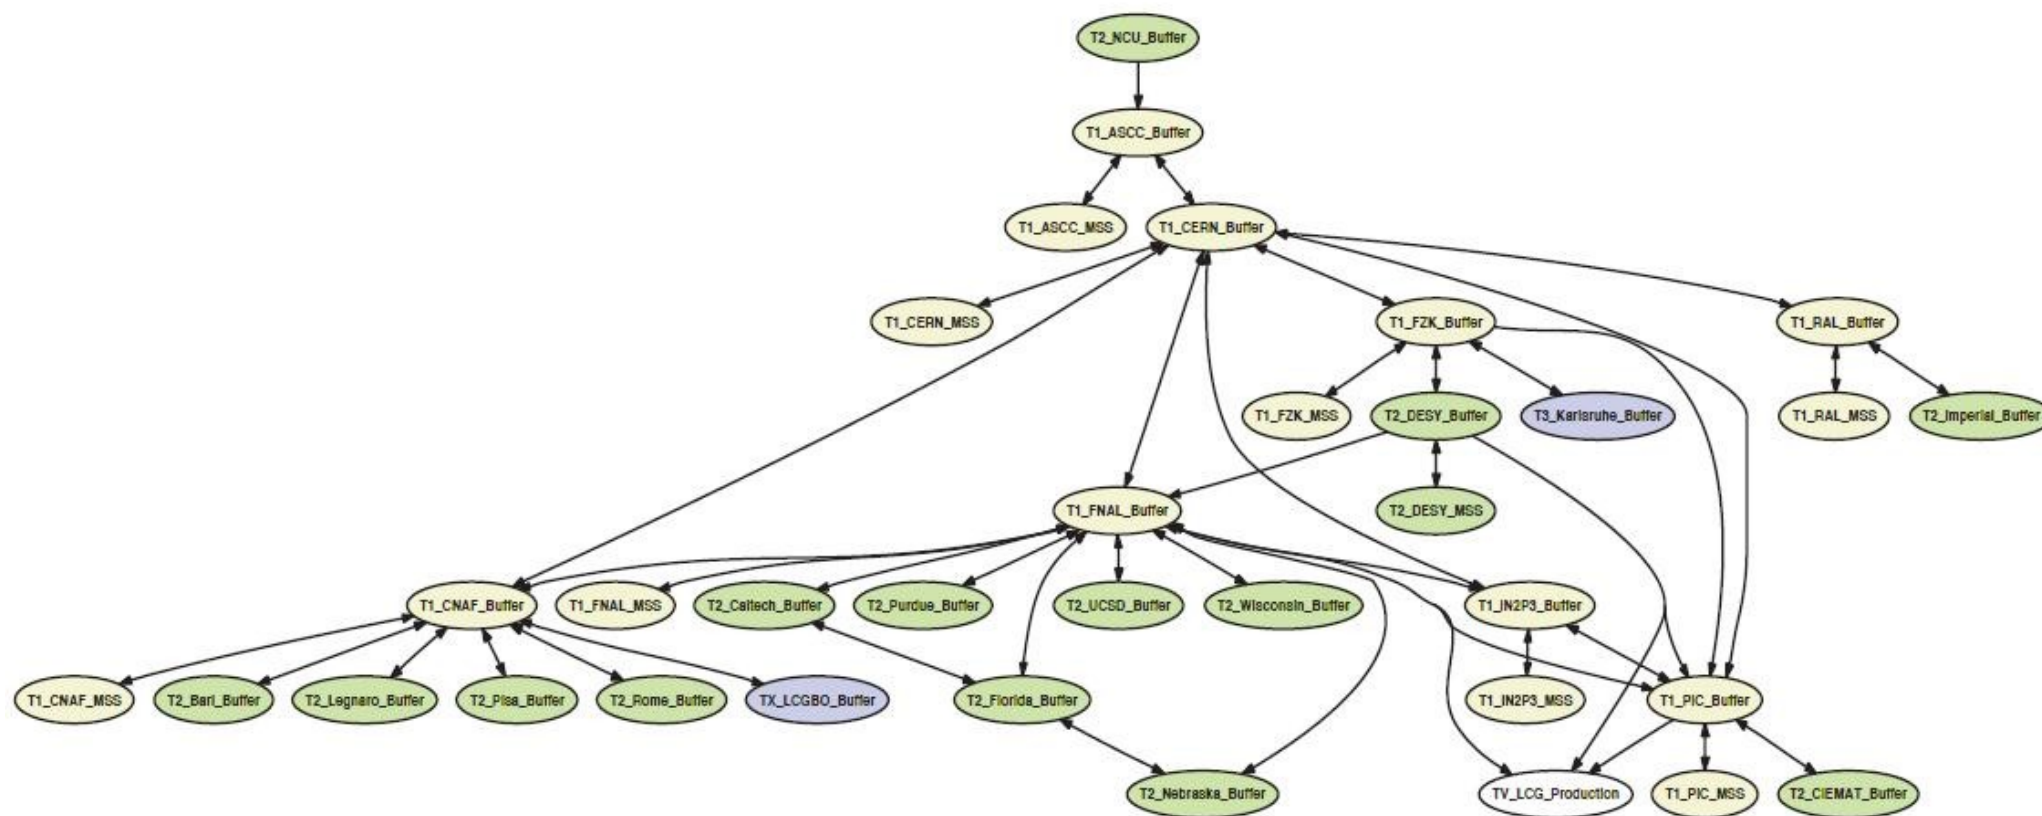 T2_NCU_Buffer
T1_ASCC_Buffer
T1_ASCC_MSS
T1_CERN_Buffer
T1_CERN_MSS
T1_FZK_Buffer
T1_RAL_Buffer
T1_FZK_MSS
T2_DESY_Buffer
T3_Karlsruhe_Buffer
T1_RAL_MSS
T2_Imperial_Buffer
T1_FNAL_Buffer
T2_DESY_MSS
T1_CNAF_Buffer
T1_FNAL_MSS
T2_Caltech_Buffer
T2_Purdue_Buffer
T2_UCSD_Buffer
T2_Wisconsin_Buffer
T1_IN2P3_Buffer
T1_CNAF_MSS
T2_Bari_Buffer
T2_Legnaro_Buffer
T2_Pisa_Buffer
T2_Rome_Buffer
TX_LCGBO_Buffer
T2_Florida_Buffer
T1_IN2P3_MSS
T1_PIC_Buffer
T2_Nebraska_Buffer
TV_LCG_Production
T1_PIC_MSS
T2_CIEMAT_Buffer